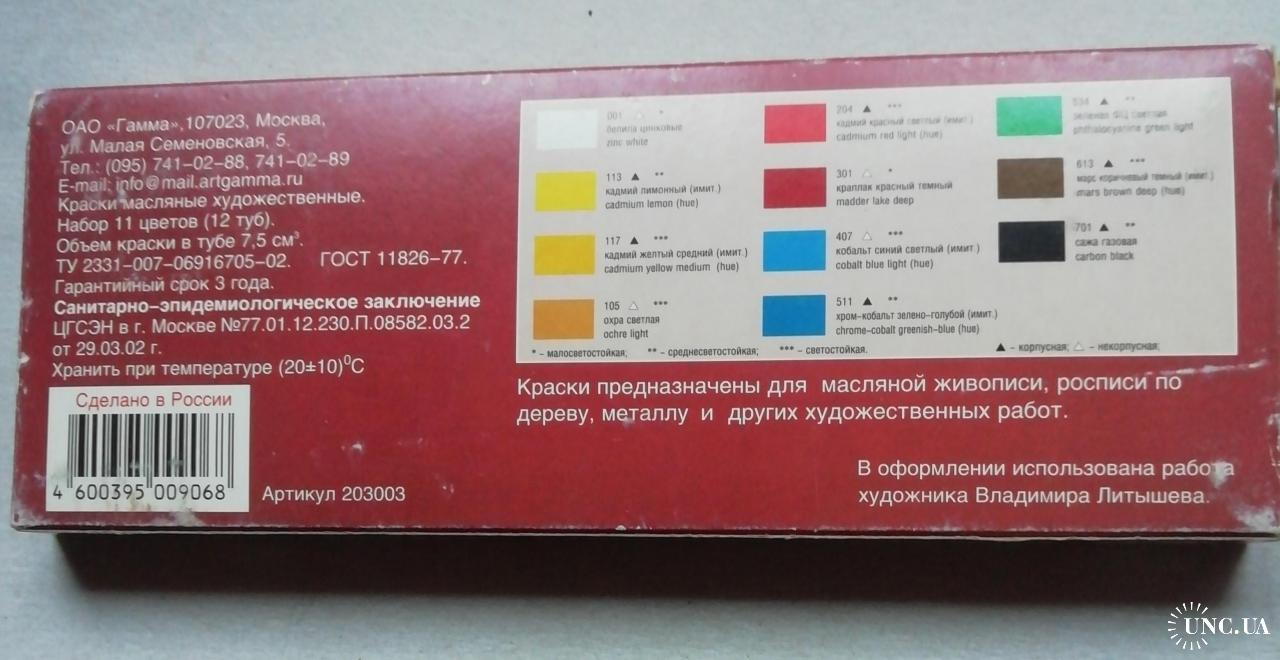 ОАО «Гамма»,107023, Москва,
ул. Малая Семеновская, 5.
Тел.: (095) 741-02-88, 741-02-89
E-mail: info@mail.artgamma.ru
Краски масляные художественные.
Набор 11 цветов (12 туб).
Объем краски в тубе 7,5 см³.
ТУ 2331-007-06916705-02. ГОСТ 11826-77.
Гарантийный срок 3 года.
Санитарно-эпидемиологическое заключение
ЦГСЭН в г. Москве №77.01.12.230.П.08582.03.2
от 29.03.02 г.
Хранить при температуре (20±10)⁰С
Сделано в России
4 600395 009068
Артикул 203003
001 △ *
белила цинковые
zinc white
113 ▲ **
кадмий лимонный (имит.)
cadmium lemon (hue)
117 ▲ ***
кадмий желтый средний (имит.)
cadmium yellow medium (hue)
105 △ ***
охра светлая
ochre light
204 ▲ ***
кадмий красный светлый (имит.)
cadmium red light (hue)
301 △ *
краплак красный темный
madder lake deep
407 △ ***
кобальт синий светлый (имит.)
cobalt blue light (hue)
511 ▲ **
хром-кобальт зелено-голубой (имит.)
chrome-cobalt greenish-blue (hue)
534 ▲ **
зеленая ФЦ светлая
phthalocyanine green light
613 ▲ ***
марс коричневый темный (имит.)
mars brown deep (hue)
701 ▲ **
сажа газовая
carbon black
* - малосветостойкая; ** - среднесветостойкая; *** - светостойкая.
▲ - корпусная; △ - некорпусная;
Краски предназначены для масляной живописи, росписи по
дереву, металлу и других художественных работ.
В оформлении использована работа
художника Владимира Литышева.
UNC.UA